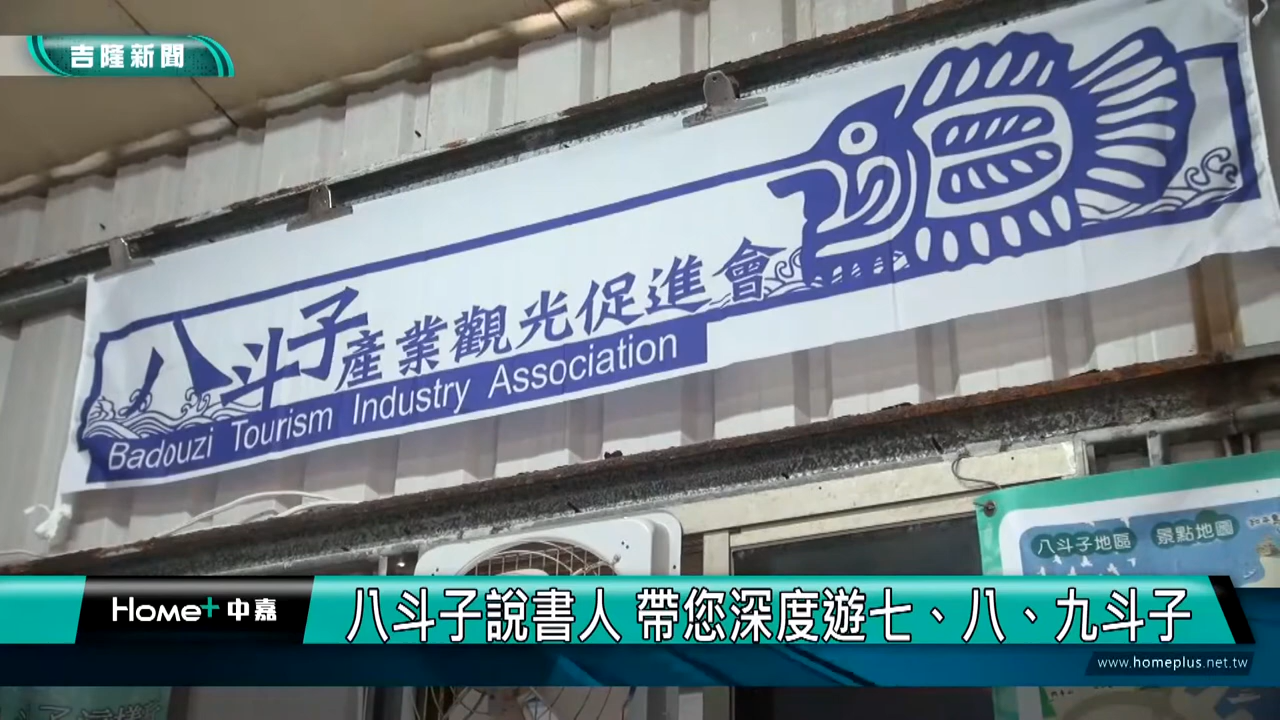 吉隆新聞
八斗子產業觀光促進會
Badouzi Tourism Industry Association
八斗子地區 景點地圖
Home+中嘉
八斗子說書人 帶您深度遊七、八、九斗子
www.homeplus.net.tw